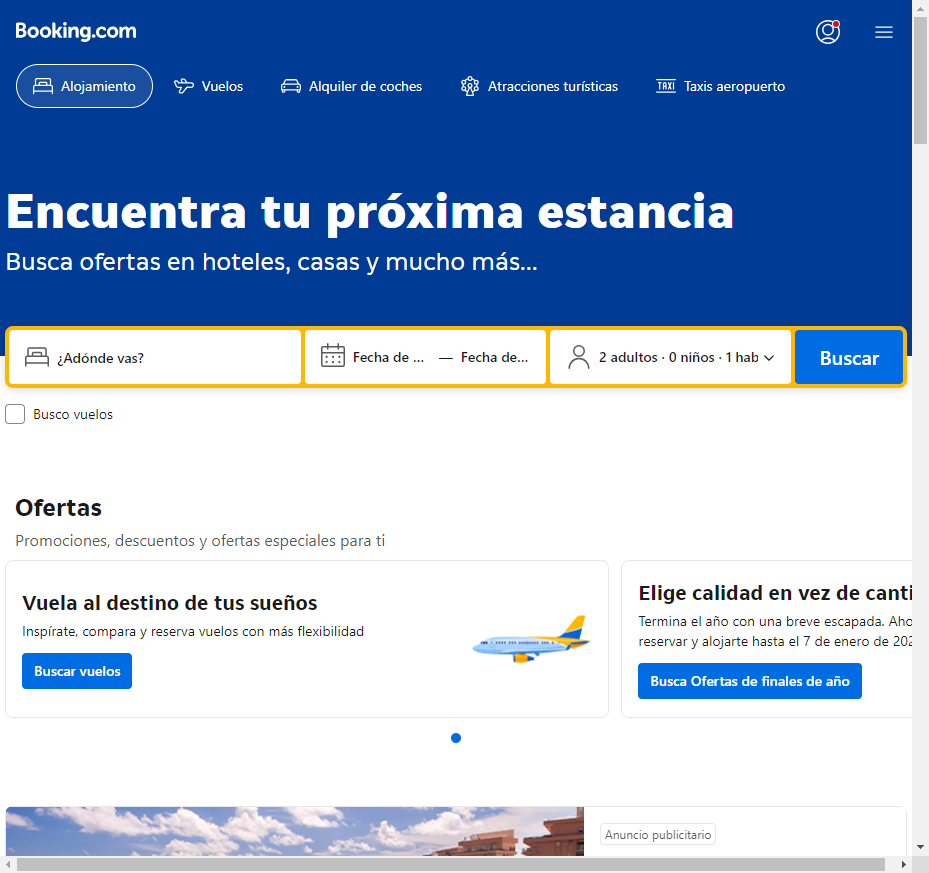 Booking.com
Alojamiento
Vuelos
Alquiler de coches
Atracciones turísticas
TAXI
Taxis aeropuerto
Encuentra tu próxima estancia
Busca ofertas en hoteles, casas y mucho más...
¿Adónde vas?
Fecha de ... — Fecha de...
2 adultos · 0 niños · 1 hab
Buscar
Busco vuelos
Ofertas
Promociones, descuentos y ofertas especiales para ti
Vuela al destino de tus sueños
Inspírate, compara y reserva vuelos con más flexibilidad
Buscar vuelos
Elige calidad en vez de canti
Termina el año con una breve escapada. Aho
reservar y alojarte hasta el 7 de enero de 202
Busca Ofertas de finales de año
Anuncio publicitario